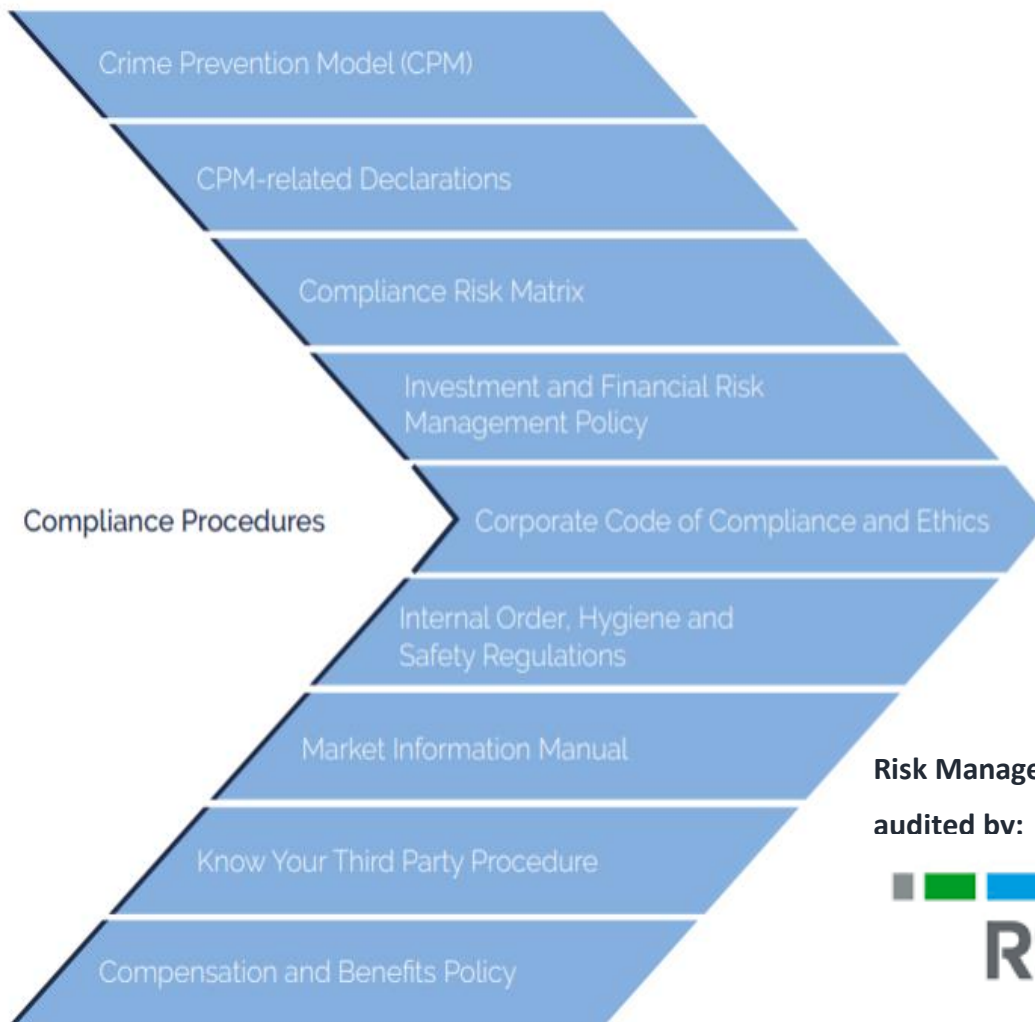 Crime Prevention Model (CPM)
CPM-related Declarations
Compliance Risk Matrix
Investment and Financial Risk
Management Policy
Compliance Procedures
Corporate Code of Compliance and Ethics
Internal Order, Hygiene and
Safety Regulations
Market Information Manual
Risk Manage
audited by:
Know Your Third Party Procedure
R
Compensation and Benefits Policy